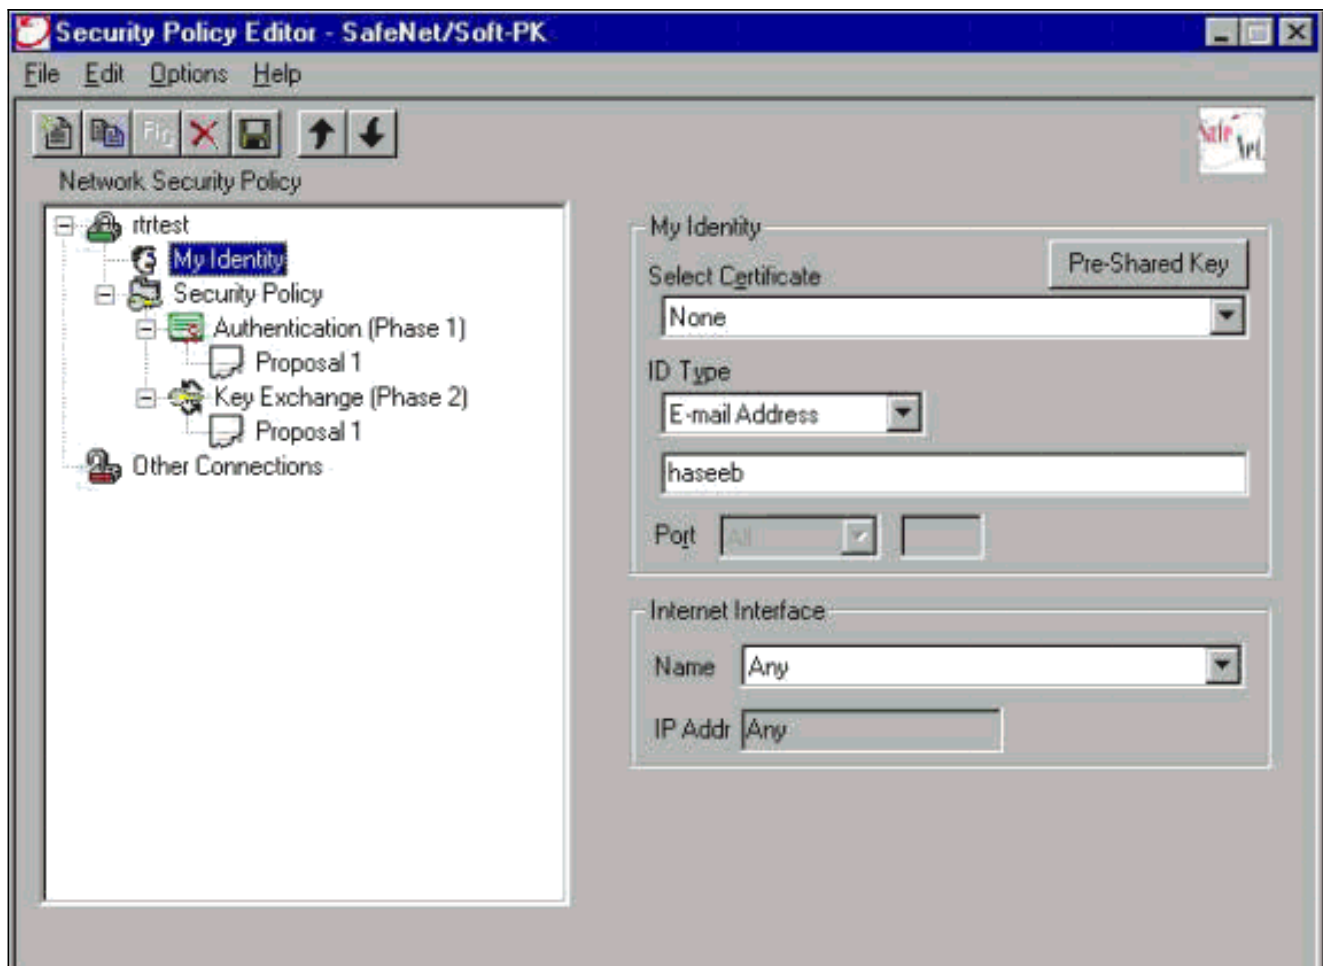 Security Policy Editor - SafeNet/Soft-PK
File Edit Options Help
Safe
Net.
Network Security Policy
rtrtest
My Identity
Security Policy
Authentication (Phase 1)
Proposal 1
Key Exchange (Phase 2)
Proposal 1
Other Connections
My Identity
Pre-Shared Key
Select Certificate
None
ID Type
E-mail Address
haseeb
Port All
Internet Interface
Name Any
IP Addr Any